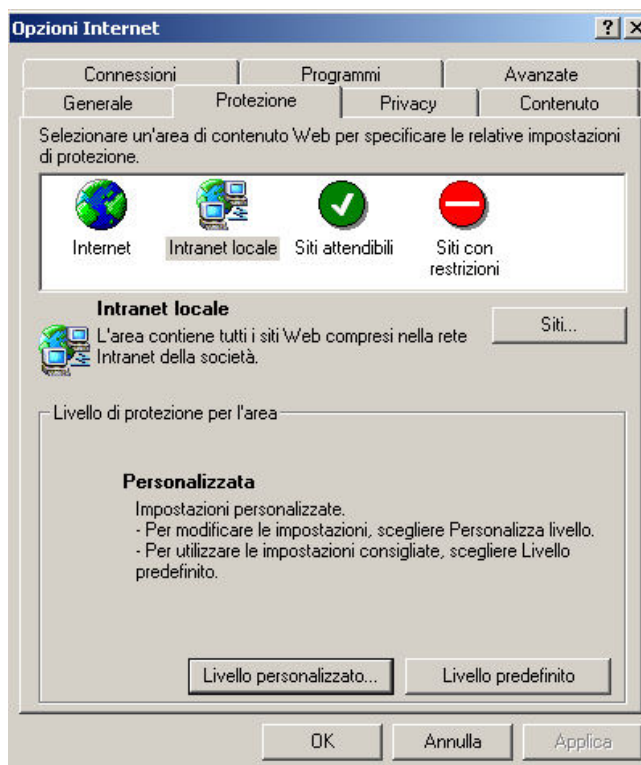 Opzioni Internet
Connessioni Programmi Avanzate
Generale Protezione Privacy Contenuto
Selezionare un'area di contenuto Web per specificare le relative impostazioni
di protezione.
Internet Intranet locale Siti attendibili Siti con
restrizioni
Intranet locale
L'area contiene tutti i siti Web compresi nella rete
Intranet della società.
Siti...
Livello di protezione per l'area
Personalizzata
Impostazioni personalizzate.
- Per modificare le impostazioni, scegliere Personalizza livello.
- Per utilizzare le impostazioni consigliate, scegliere Livello
predefinito.
Livello personalizzato... Livello predefinito
OK Annulla Applica